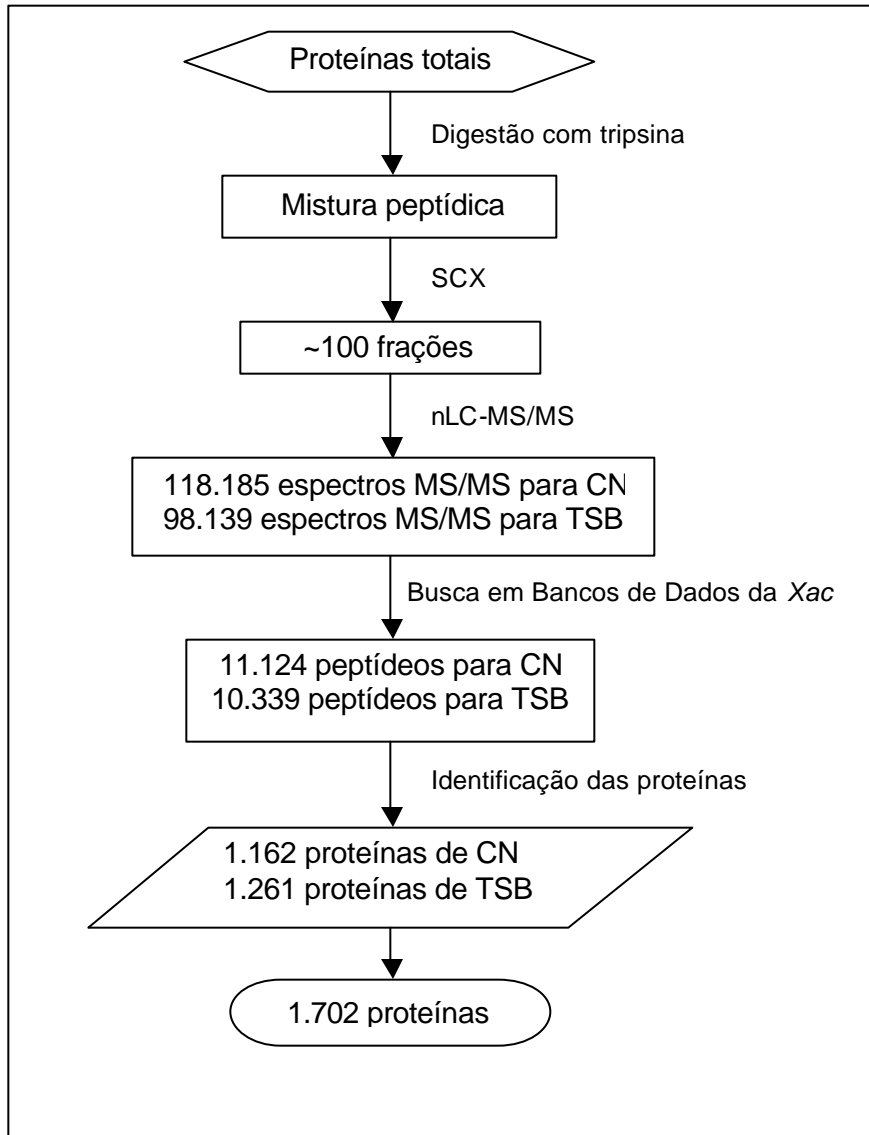 Proteínas totais
Digestão com tripsina
Mistura peptídica
SCX
~100 frações
nLC-MS/MS
118.185 espectros MS/MS para CN
98.139 espectros MS/MS para TSB
Busca em Bancos de Dados da Xac
11.124 peptídeos para CN
10.339 peptídeos para TSB
Identificação das proteínas
1.162 proteínas de CN
1.261 proteínas de TSB
1.702 proteínas